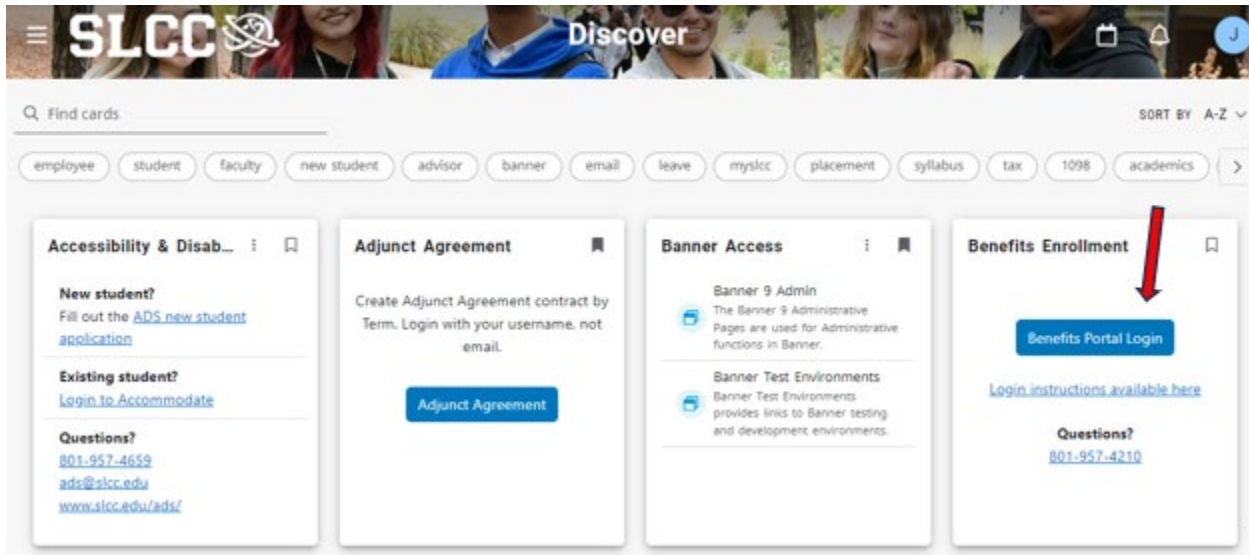 SLCC
Discover
J
Find cards
SORT BY A-Z
employee student faculty new student advisor banner email leave myslcc placement syllabus tax 1098 academics
Accessibility & Disab...
New student?
Fill out the ADS new student
application
Existing student?
Login to Accommodate
Questions?
801-957-4659
ads@slcc.edu
www.slcc.edu/ads/
Adjunct Agreement
Create Adjunct Agreement contract by
Term. Login with your username, not
email.
Adjunct Agreement
Banner Access
Banner 9 Admin
The Banner 9 Administrative
Pages are used for Administrative
functions in Banner.
Banner Test Environments
Banner Test Environments
provides links to Banner testing
and development environments.
Benefits Enrollment
Benefits Portal Login
Login instructions available here
Questions?
801-957-4210